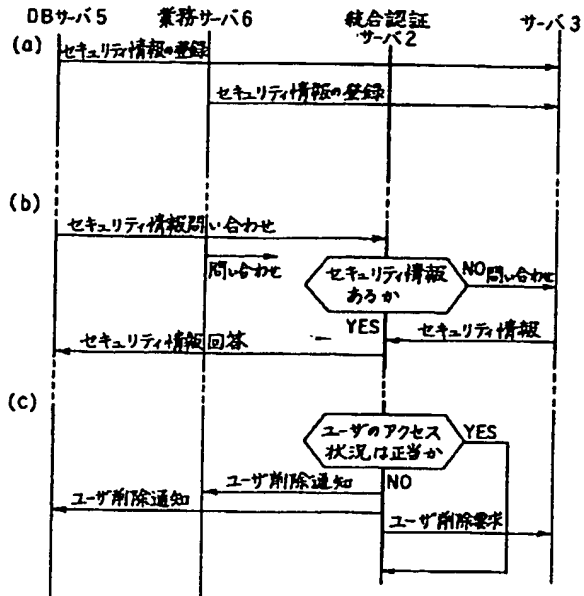 DBサーバ5 業務サーバ6 統合認証サーバ2 サーバ3
(a)
セキュリティ情報の登録
セキュリティ情報の登録
(b)
セキュリティ情報問い合わせ
問い合わせ
セキュリティ情報
あるか
NO 問い合わせ
YES
セキュリティ情報
セキュリティ情報回答
(c)
ユーザのアクセス
状況は正当か
YES
NO
ユーザ削除通知
ユーザ削除通知
ユーザ削除要求